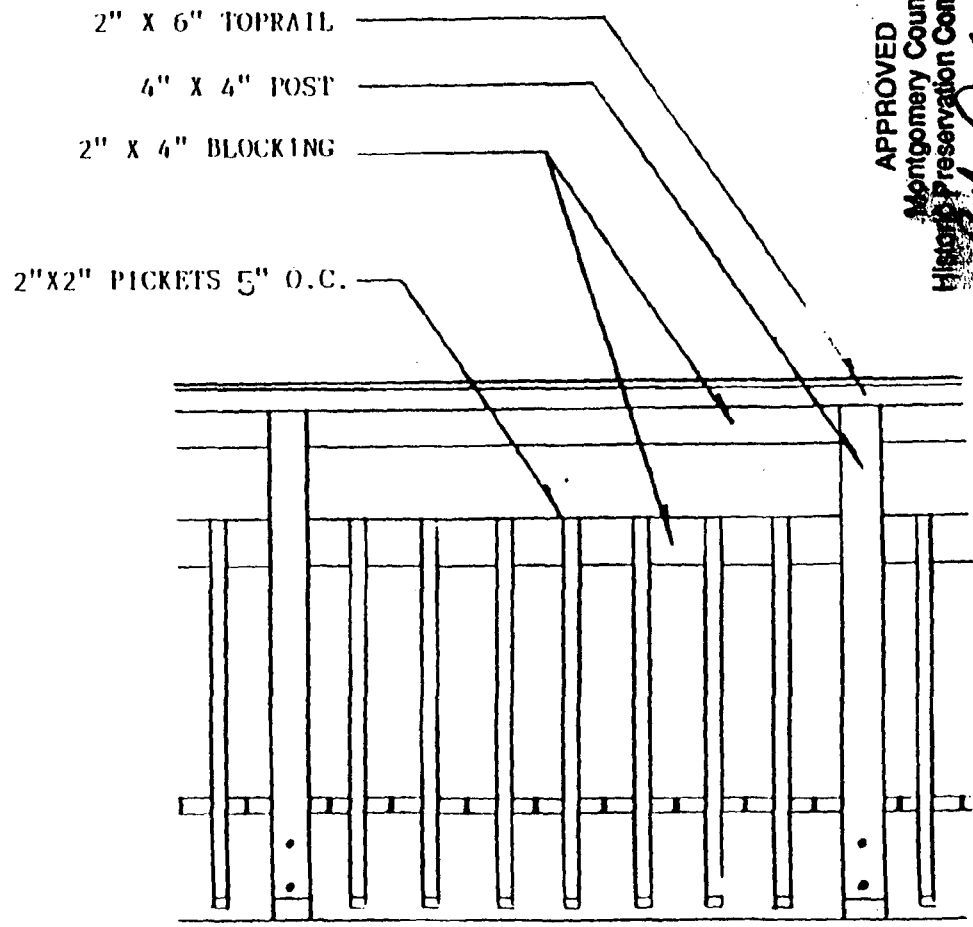 2" X 6" TOPRAIL
4" X 4" POST
2" X 4" BLOCKING
2"X2" PICKETS 5" O.C.
APPROVED
Montgomery Coun
Historic Preservation Com